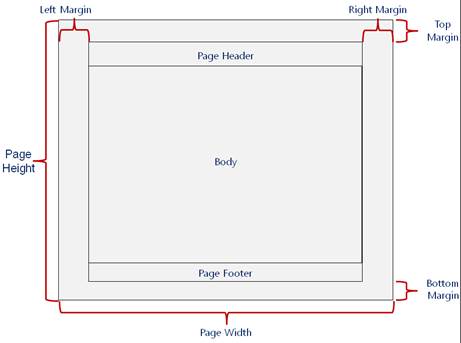 Left Margin
Right Margin
Top
Margin
Page Header
Page
Height
Body
Page Footer
Bottom
Margin
Page Width